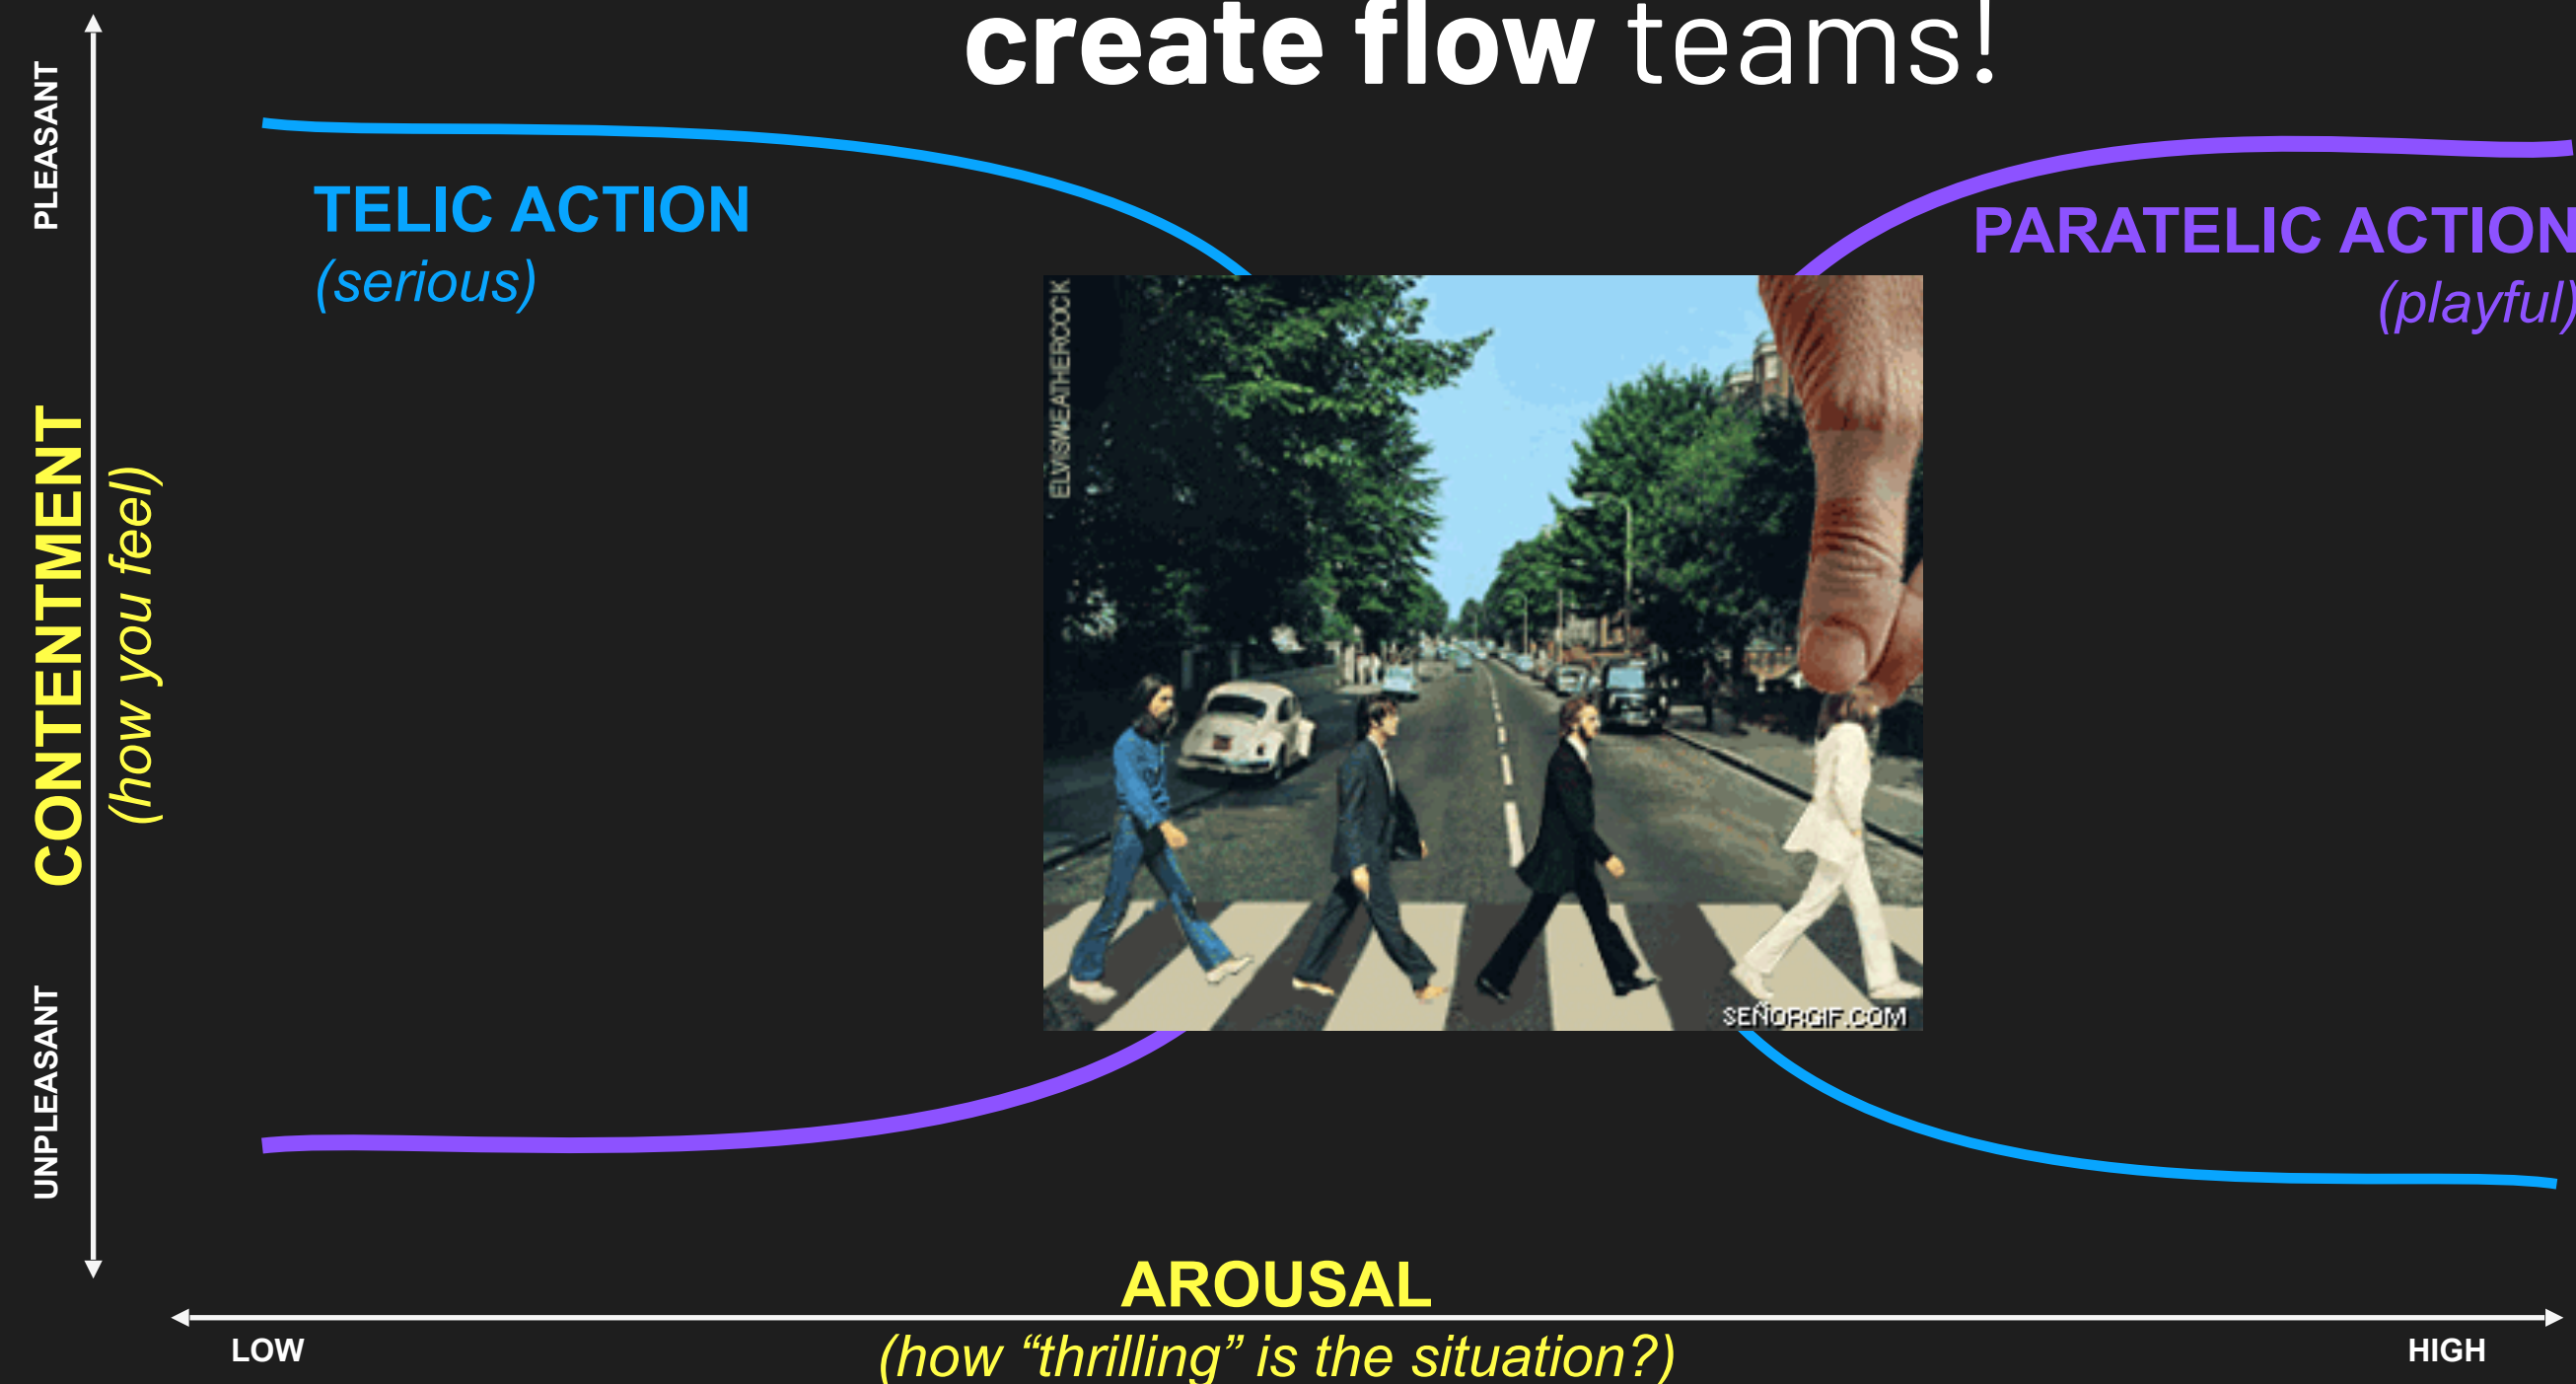 create flow teams!
PLEASANT
TELIC ACTION
(serious)
PARATELIC ACTION
(playful)
ELVISWEATHERCOCK
CONTENTMENT
(how you feel)
SEÑORGIF.COM
UNPLEASANT
AROUSAL
LOW
(how “thrilling” is the situation?)
HIGH